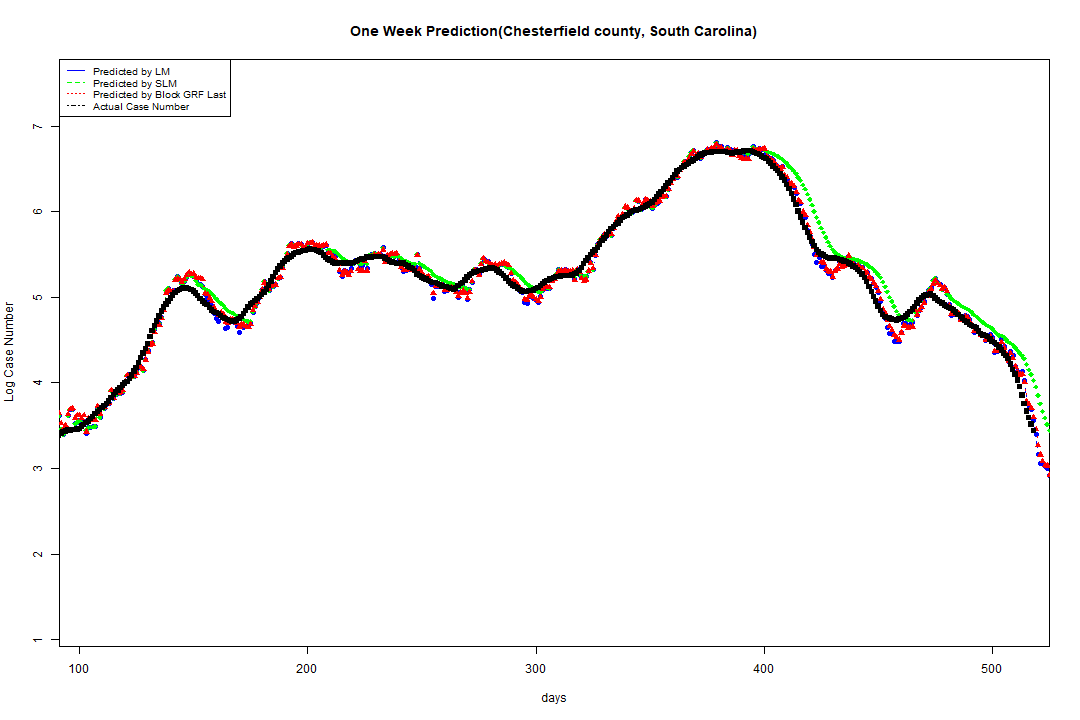 One Week Prediction(Chesterfield county, South Carolina)
Predicted by LM
Predicted by SLM
Predicted by Block GRF Last
Actual Case Number
Log Case Number
7
6
5
4
3
2
1
100 200 300 400 500
days